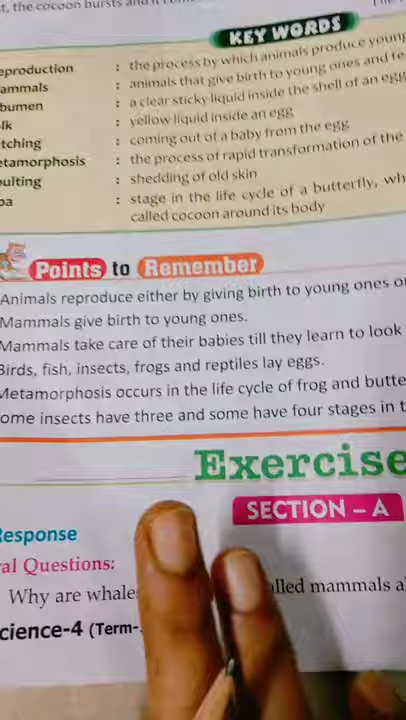 the cocoon bursts and it
KEY WORDS
eproduction : the process by which animals produce young
ammals : animals that give birth to young ones and fe
bumen : a clear sticky liquid inside the shell of an egg
lk : yellow liquid inside an egg
tching : coming out of a baby from the egg
etamorphosis : the process of rapid transformation of the
oulting : shedding of old skin
pa : stage in the life cycle of a butterfly, wh
called cocoon around its body
Points to Remember
Animals reproduce either by giving birth to young ones o
Mammals give birth to young ones.
Mammals take care of their babies till they learn to look
Birds, fish, insects, frogs and reptiles lay eggs.
Metamorphosis occurs in the life cycle of frog and butte
ome insects have three and some have four stages in t
Exercise
SECTION – A
Response
al Questions:
Why are whale lled mammals a
cience-4 (Term-